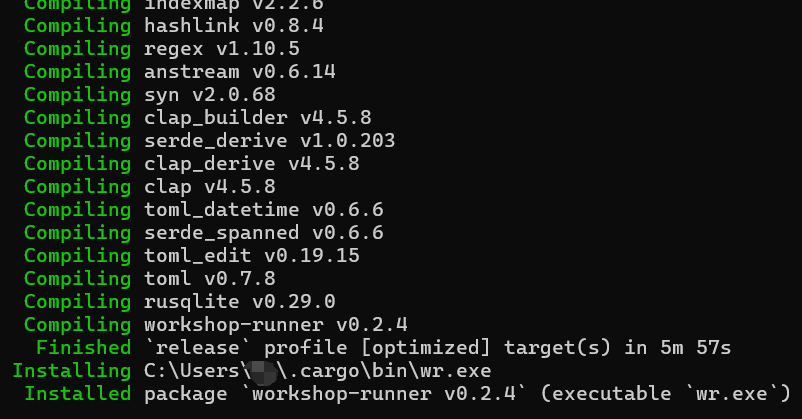 Compiling indexmap v2.2.6
Compiling hashlink v0.8.4
Compiling regex v1.10.5
Compiling anstream v0.6.14
Compiling syn v2.0.68
Compiling clap_builder v4.5.8
Compiling serde_derive v1.0.203
Compiling clap_derive v4.5.8
Compiling clap v4.5.8
Compiling toml_datetime v0.6.6
Compiling serde_spanned v0.6.6
Compiling toml_edit v0.19.15
Compiling toml v0.7.8
Compiling rusqlite v0.29.0
Compiling workshop-runner v0.2.4
Finished `release` profile [optimized] target(s) in 5m 57s
Installing C:\Users\ \.cargo\bin\wr.exe
Installed package `workshop-runner v0.2.4` (executable `wr.exe`)